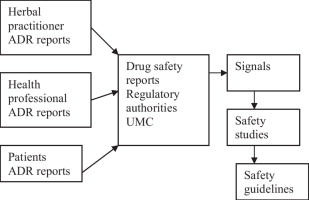 Herbal
practitioner
ADR reports
Health
professional
ADR reports
Patients
ADR reports
Drug safety
reports
Regulatory
authorities
UMC
Signals
Safety
studies
Safety
guidelines